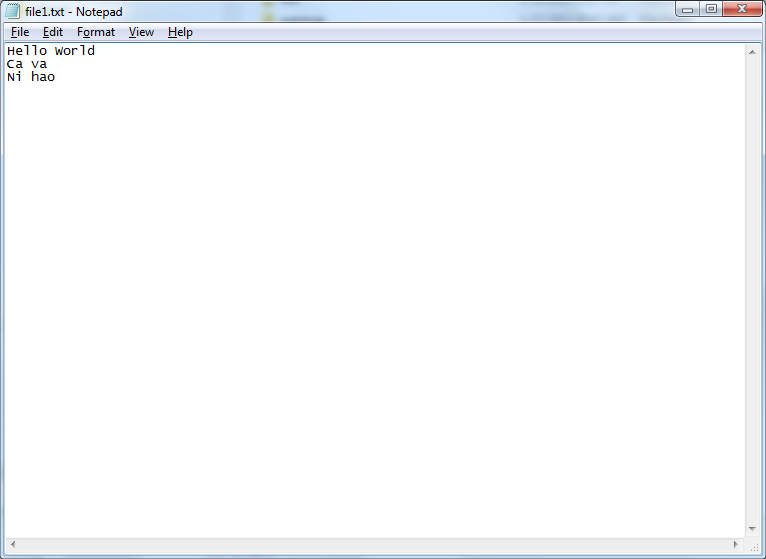 file1.txt - Notepad
File Edit Format View Help
Hello World
Ca va
Ni hao